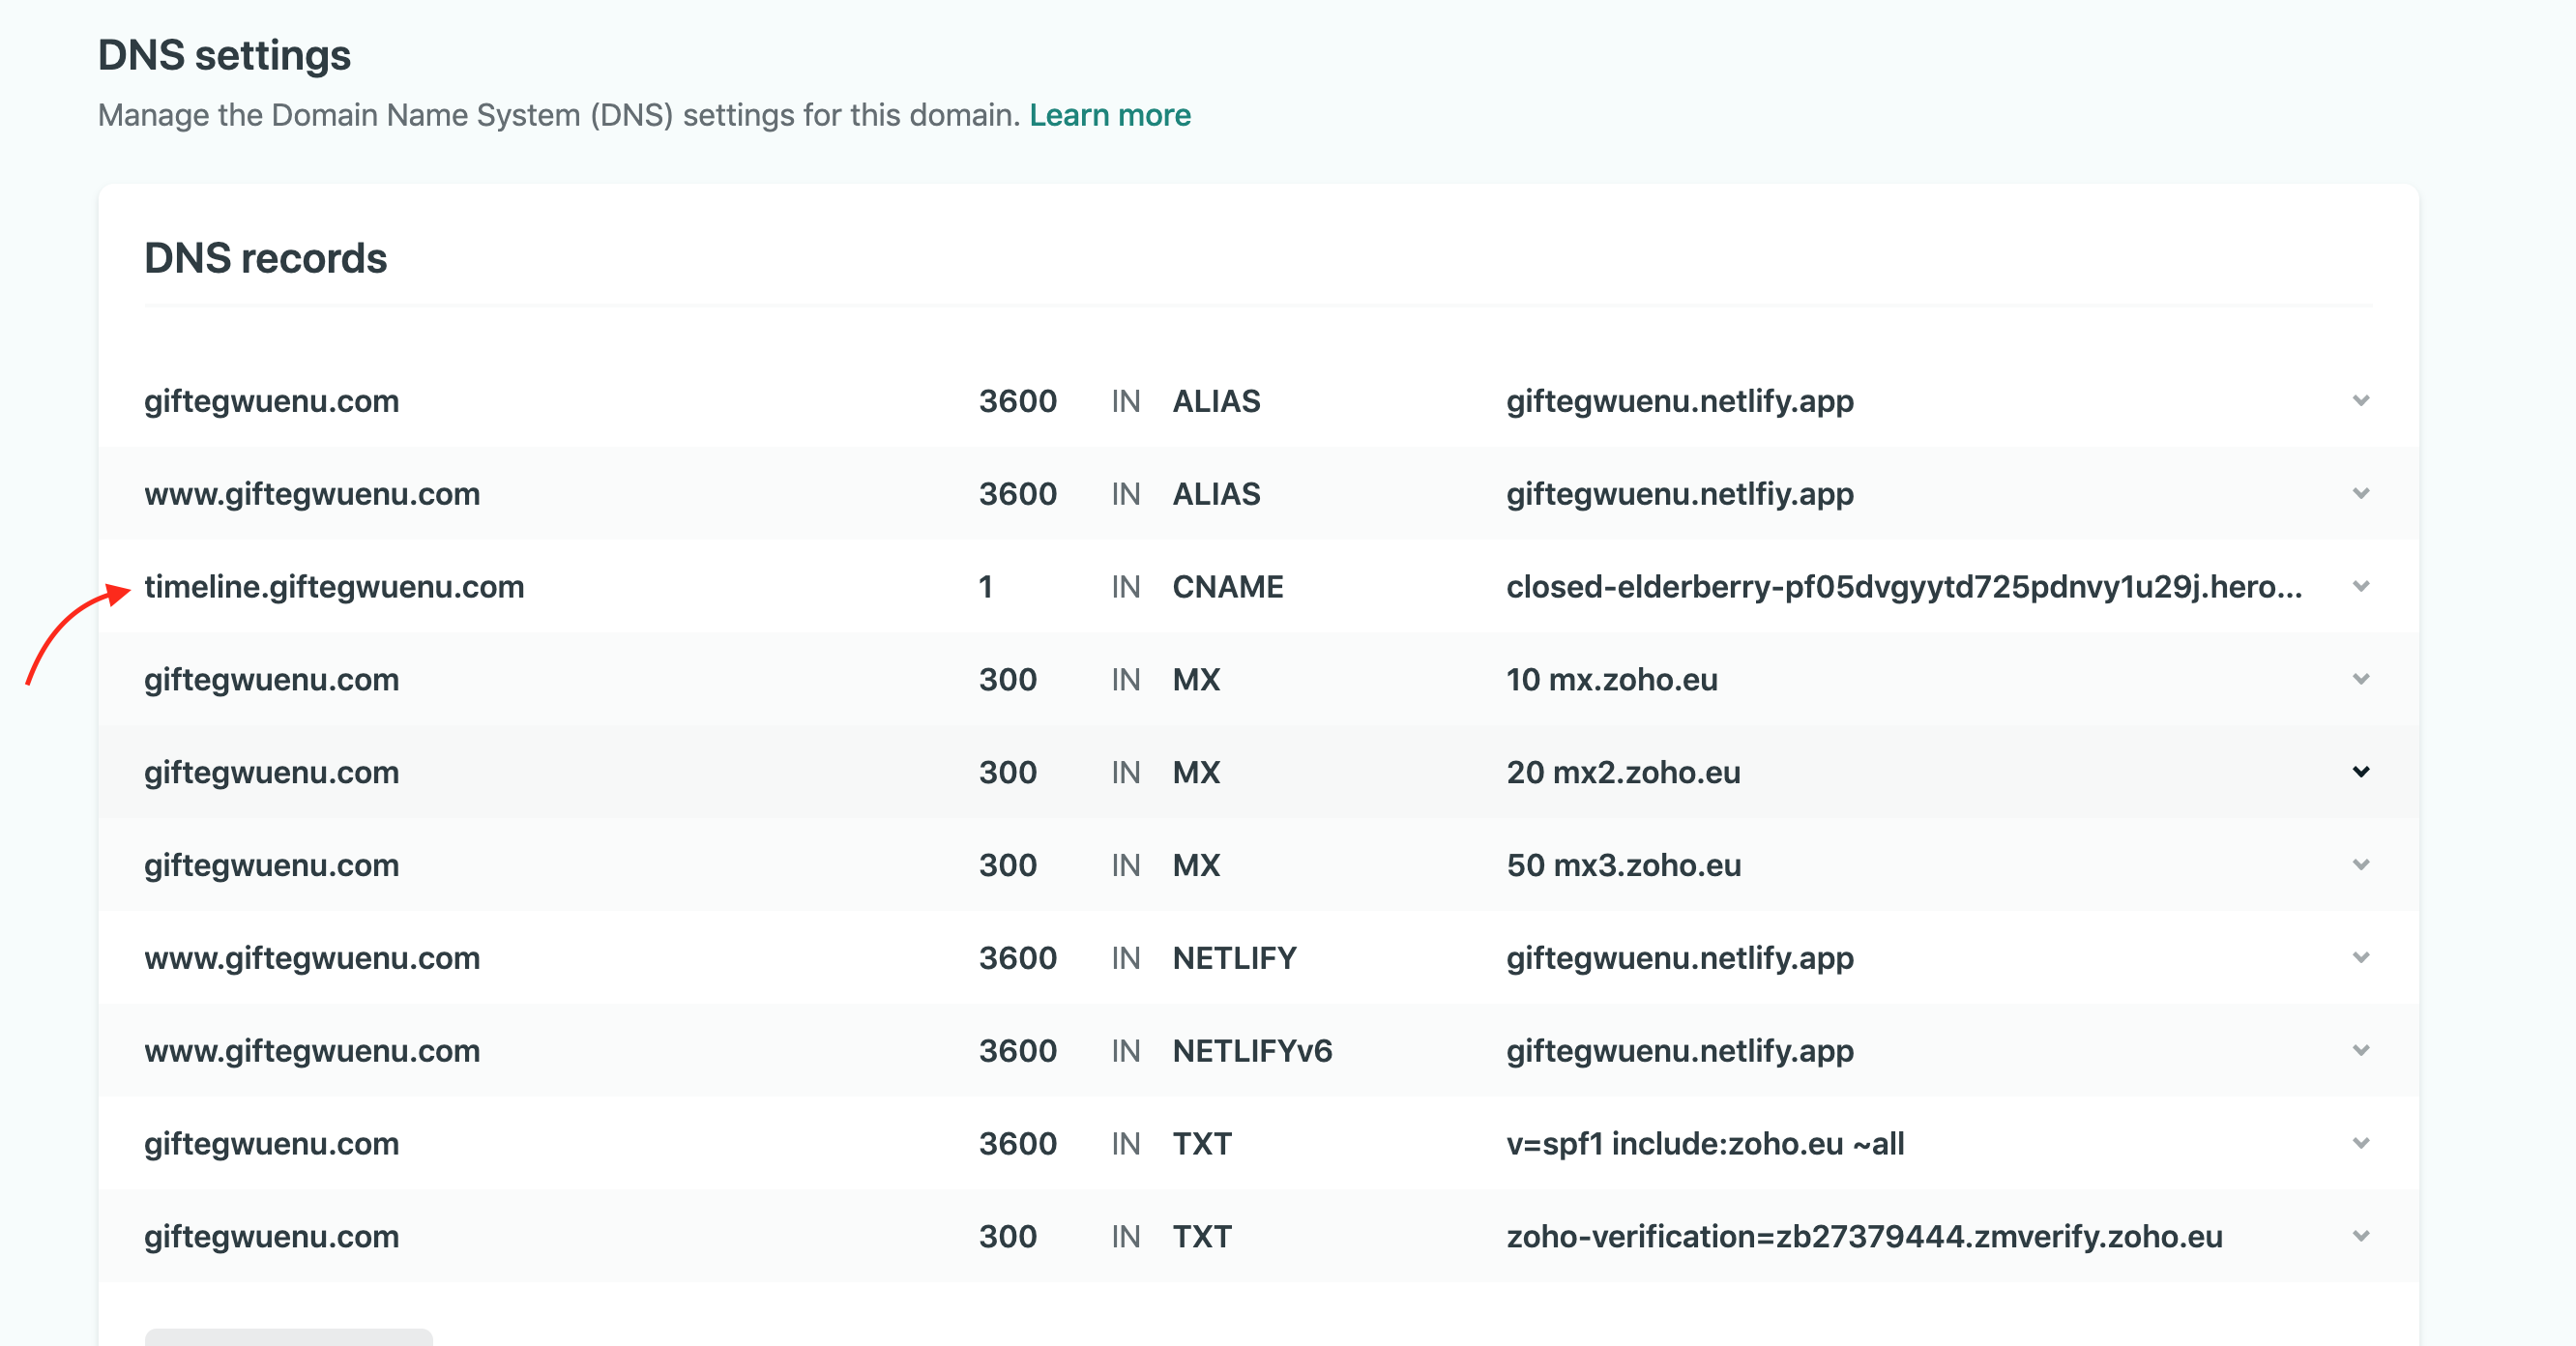 DNS settings
Manage the Domain Name System (DNS) settings for this domain. Learn more
DNS records
giftegwuenu.com 3600 IN ALIAS giftegwuenu.netlify.app
www.giftegwuenu.com 3600 IN ALIAS giftegwuenu.netlfiy.app
timeline.giftegwuenu.com 1 IN CNAME closed-elderberry-pf05dvgyytd725pdnvy1u29j.hero...
giftegwuenu.com 300 IN MX 10 mx.zoho.eu
giftegwuenu.com 300 IN MX 20 mx2.zoho.eu
giftegwuenu.com 300 IN MX 50 mx3.zoho.eu
www.giftegwuenu.com 3600 IN NETLIFY giftegwuenu.netlify.app
www.giftegwuenu.com 3600 IN NETLIFYv6 giftegwuenu.netlify.app
giftegwuenu.com 3600 IN TXT v=spf1 include:zoho.eu ~all
giftegwuenu.com 300 IN TXT zoho-verification=zb27379444.zmverify.zoho.eu